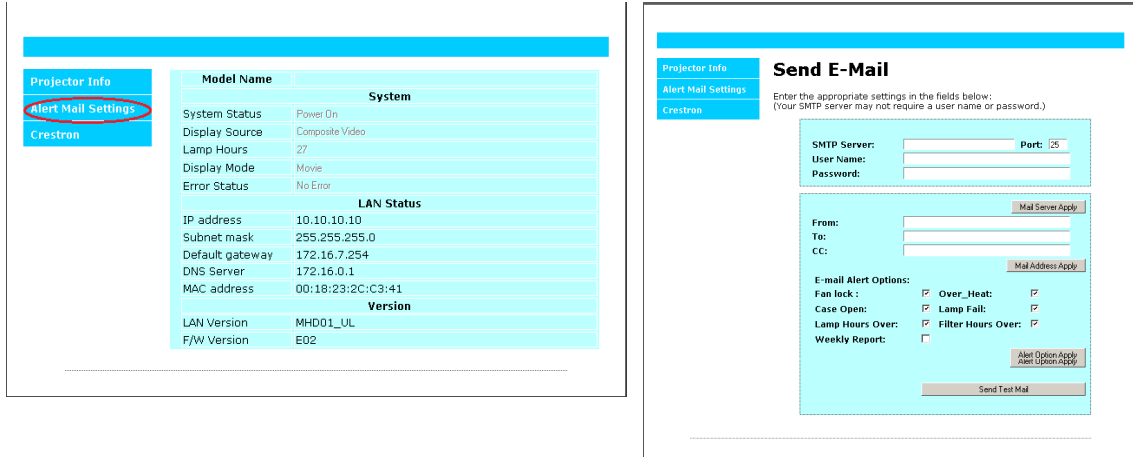 Projector Info
Alert Mail Settings
Crestron
Model Name
System
System Status Power On
Display Source Composite Video
Lamp Hours 27
Display Mode Movie
Error Status No Error
LAN Status
IP address 10.10.10.10
Subnet mask 255.255.255.0
Default gateway 172.16.7.254
DNS Server 172.16.0.1
MAC address 00:18:23:2C:C3:41
Version
LAN Version MHD01_UL
F/W Version E02
Projector Info
Alert Mail Settings
Crestron
Send E-Mail
Enter the appropriate settings in the fields below:
(Your SMTP server may not require a user name or password.)
SMTP Server: Port: 25
User Name:
Password:
Mail Server Apply
From:
To:
CC:
Mail Address Apply
E-mail Alert Options:
Fan lock : Over_Heat:
Case Open: Lamp Fail:
Lamp Hours Over: Filter Hours Over:
Weekly Report:
Alert Option Apply
Alert Option Apply
Send Test Mail